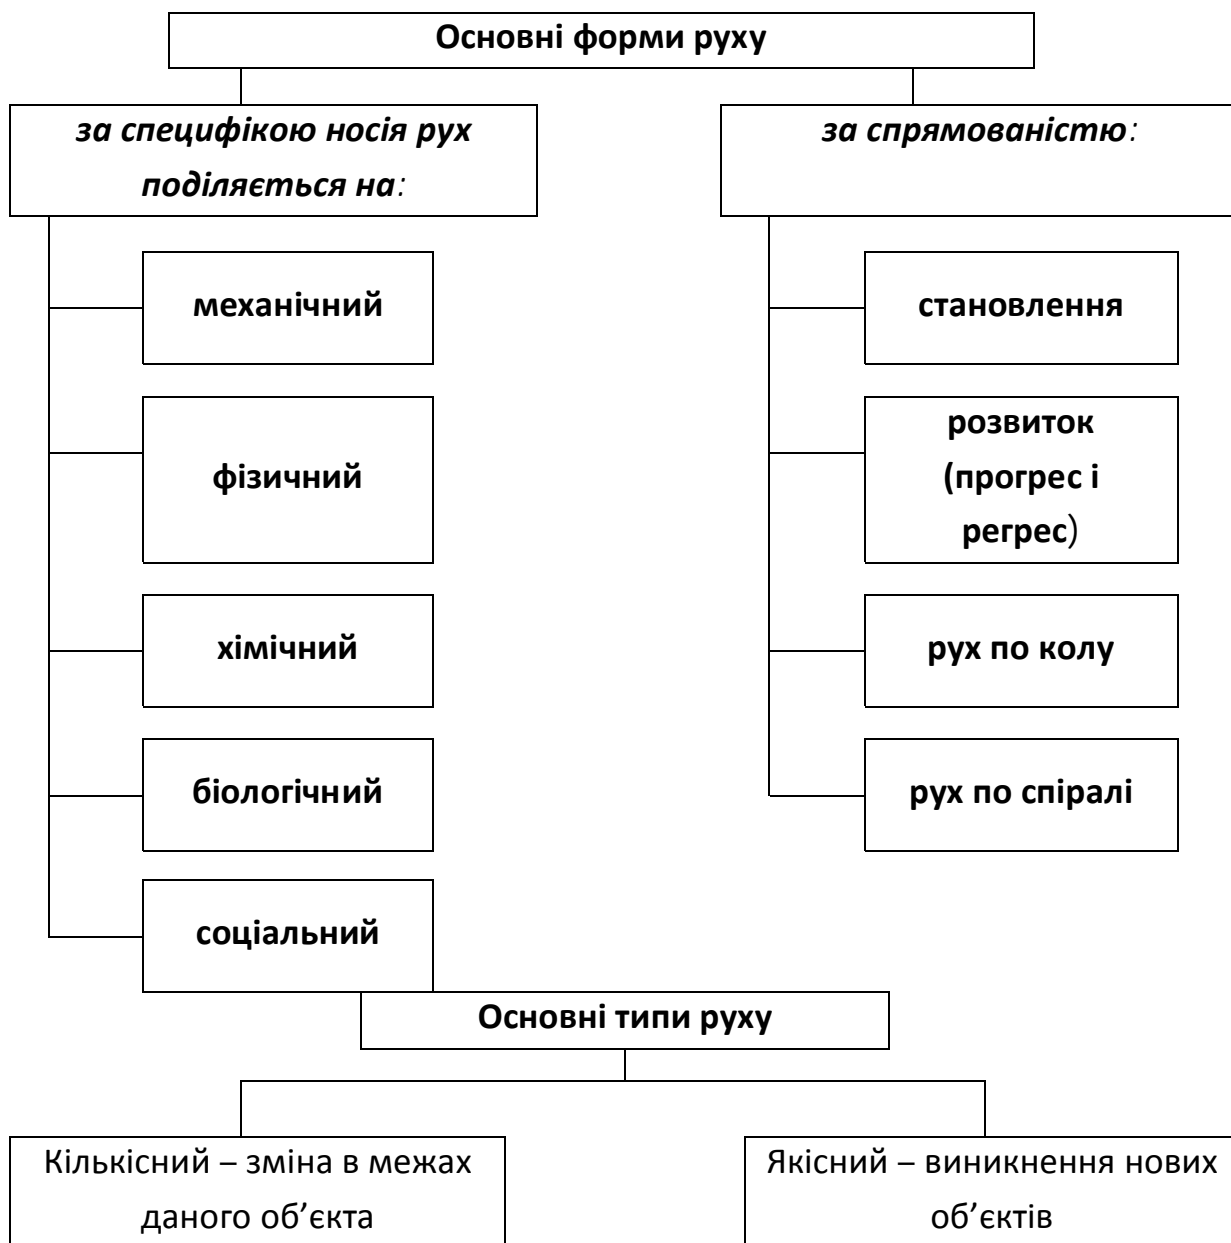 Основні форми руху
за специфікою носія рух
поділяється на:
механічний
фізичний
хімічний
біологічний
соціальний
за спрямованістю:
становлення
розвиток
(прогрес і
регрес)
рух по колу
рух по спіралі
Основні типи руху
Кількісний – зміна в межах
даного об’єкта
Якісний – виникнення нових
об’єктів